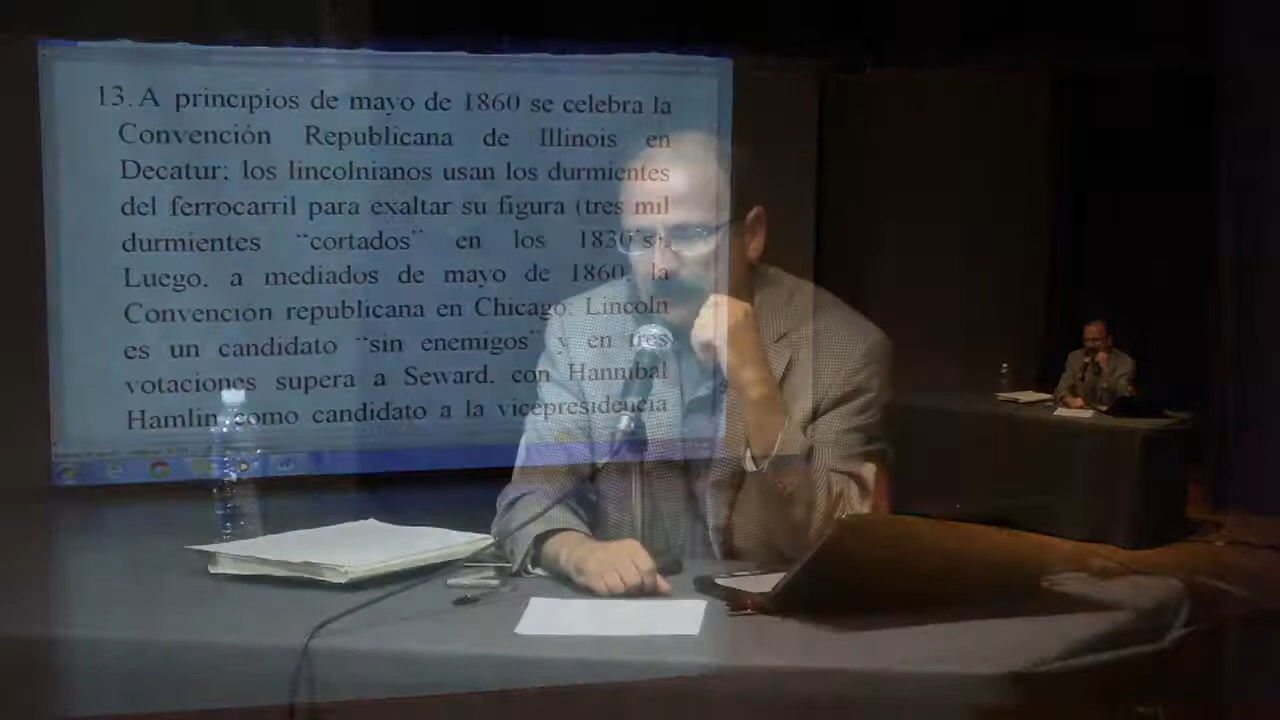 13. A principios de mayo de 1860 se celebra la
Convención Republicana de Illinois en
Decatur; los lincolnianos usan los durmientes
del ferrocarril para exaltar su figura (tres mil
durmientes ¨cortados¨ en los 1830´s).
Luego, a mediados de mayo de 1860, la
Convención republicana en Chicago: Lincoln
es un candidato ¨sin enemigos¨ y en tres
votaciones supera a Seward, con Hannibal
Hamlin como candidato a la vicepresidencia